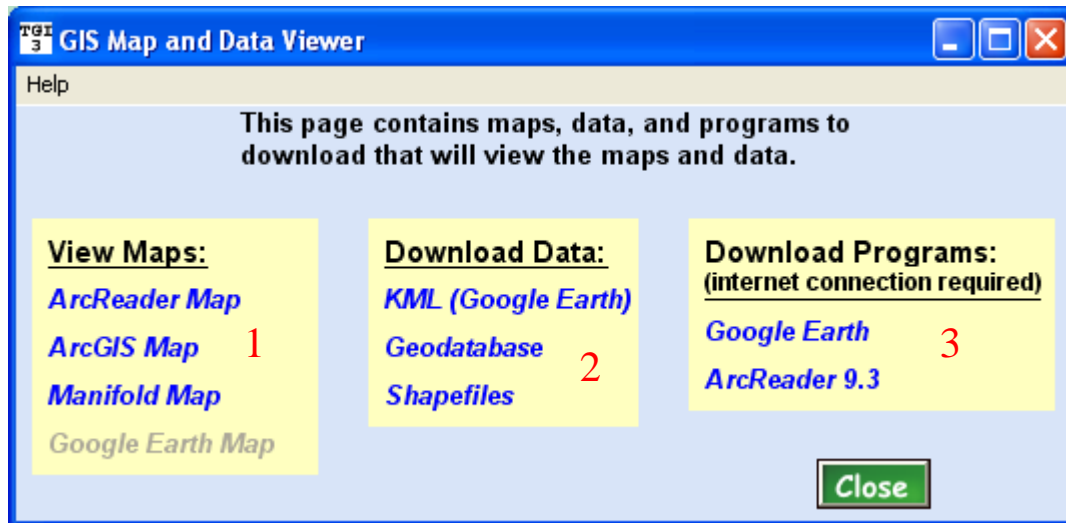 TGI
3
GIS Map and Data Viewer
Help
This page contains maps, data, and programs to
download that will view the maps and data.
View Maps:
ArcReader Map
ArcGIS Map
Manifold Map
Google Earth Map
1
Download Data:
KML (Google Earth)
Geodatabase
Shapefiles
2
Download Programs:
(internet connection required)
Google Earth
ArcReader 9.3
3
Close